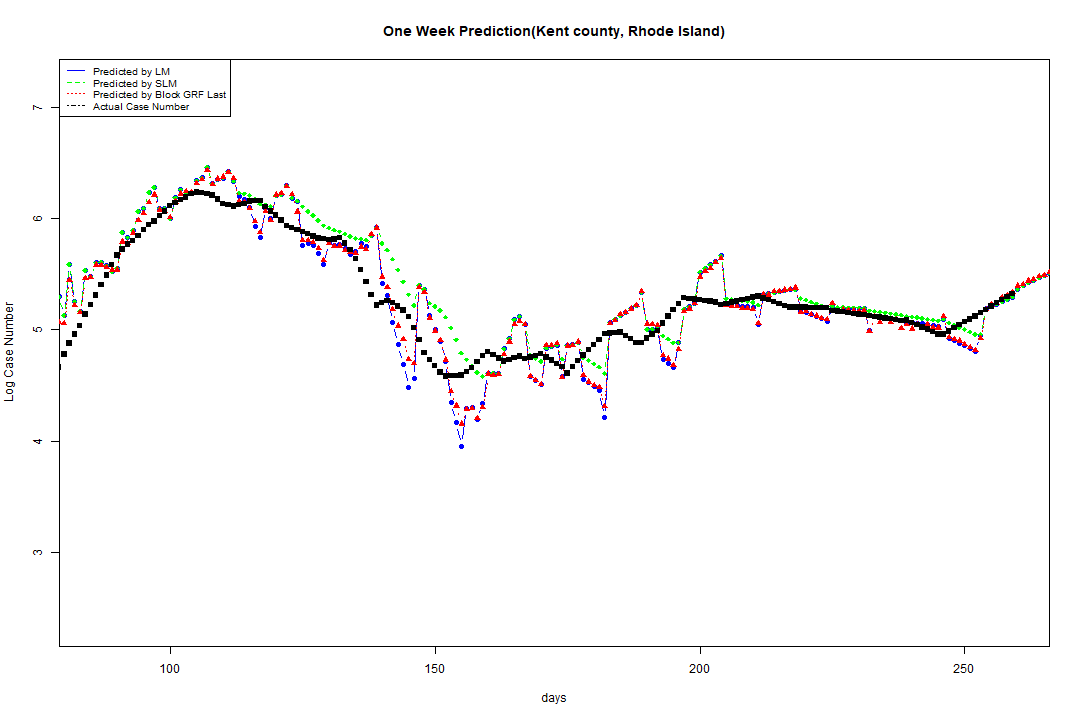 One Week Prediction(Kent county, Rhode Island)
Predicted by LM
Predicted by SLM
Predicted by Block GRF Last
Actual Case Number
7
6
5
4
3
Log Case Number
100 150 200 250
days